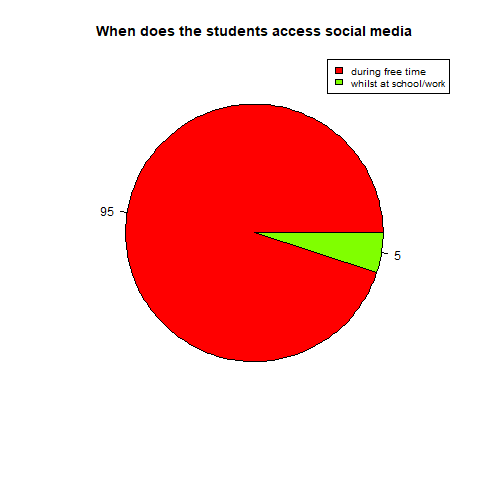 When does the students access social media
during free time
whilst at school/work
95
5